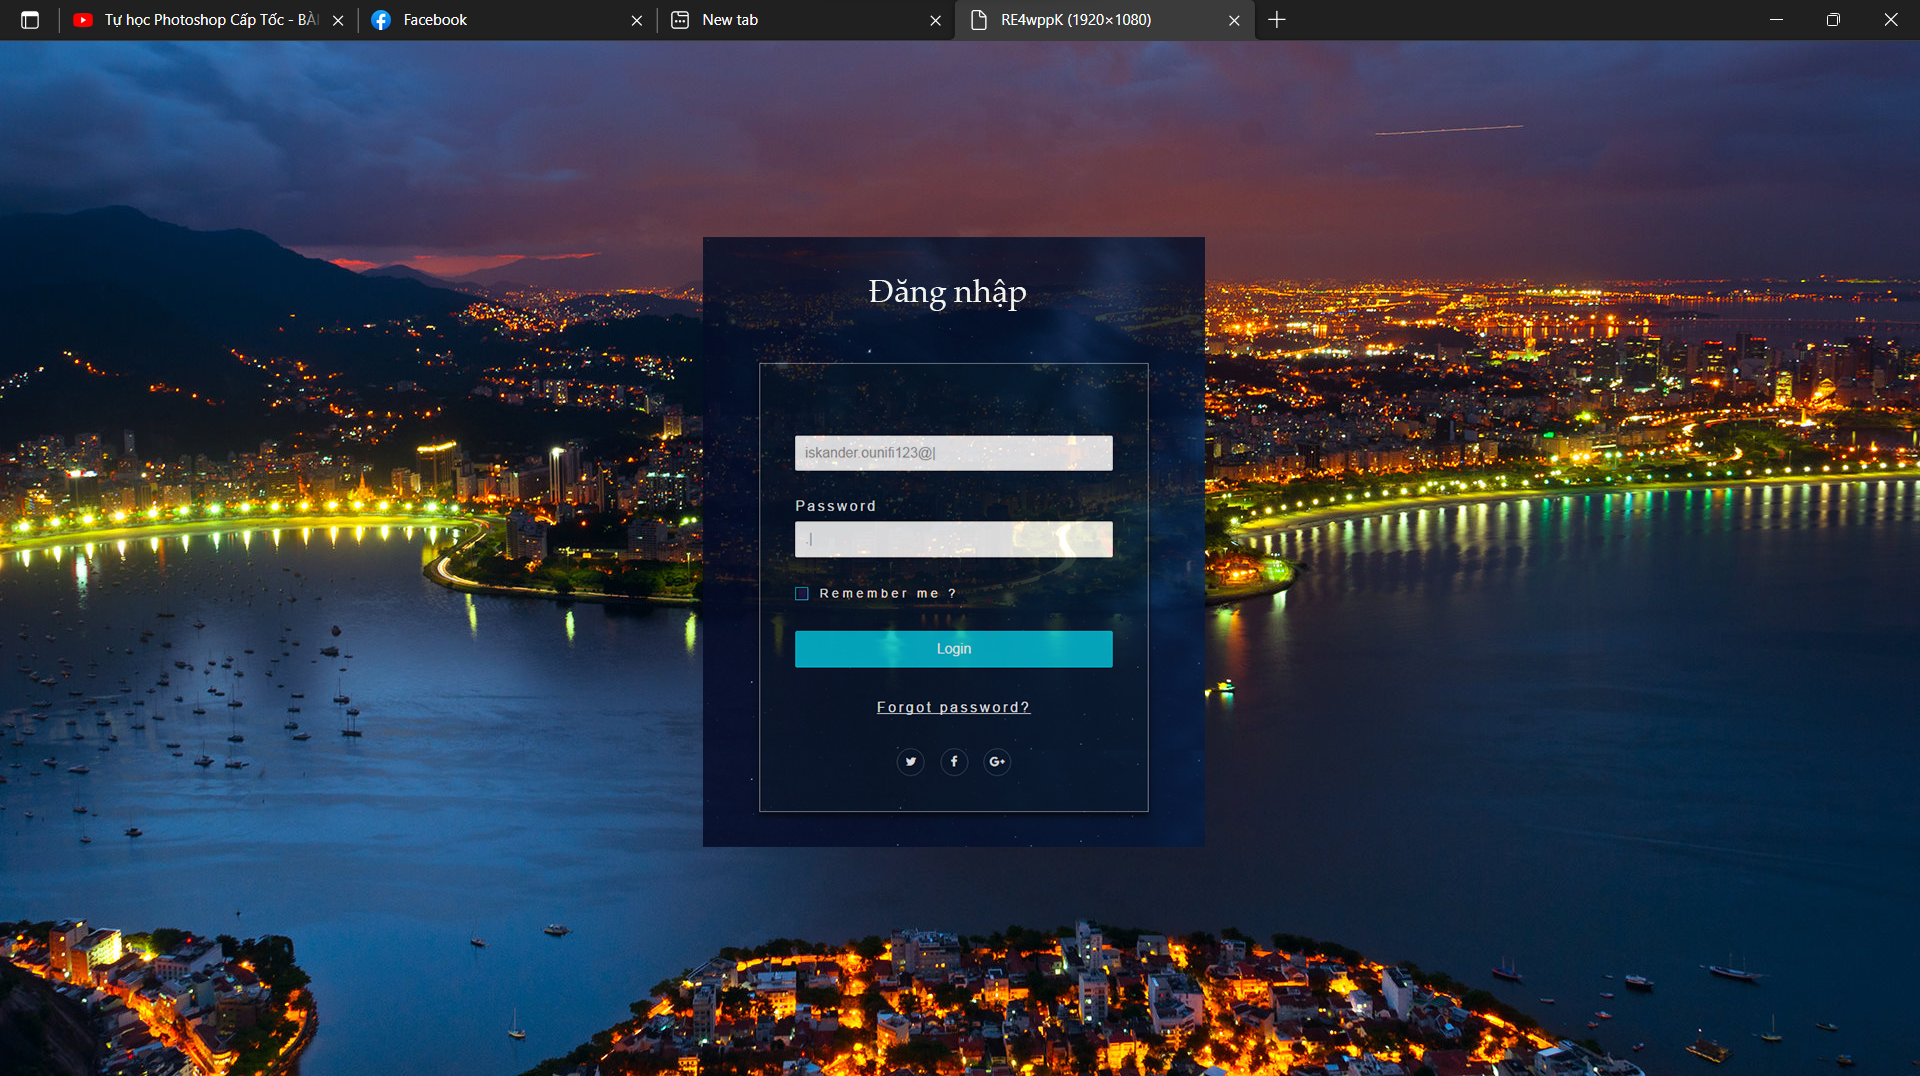 Tự học Photoshop Cấp Tốc - BÀI
Facebook
New tab
RE4wppK (1920×1080)
Đăng nhập
iskander ounifi123@|
Password
.|
Remember me ?
Login
Forgot password?
f
G+